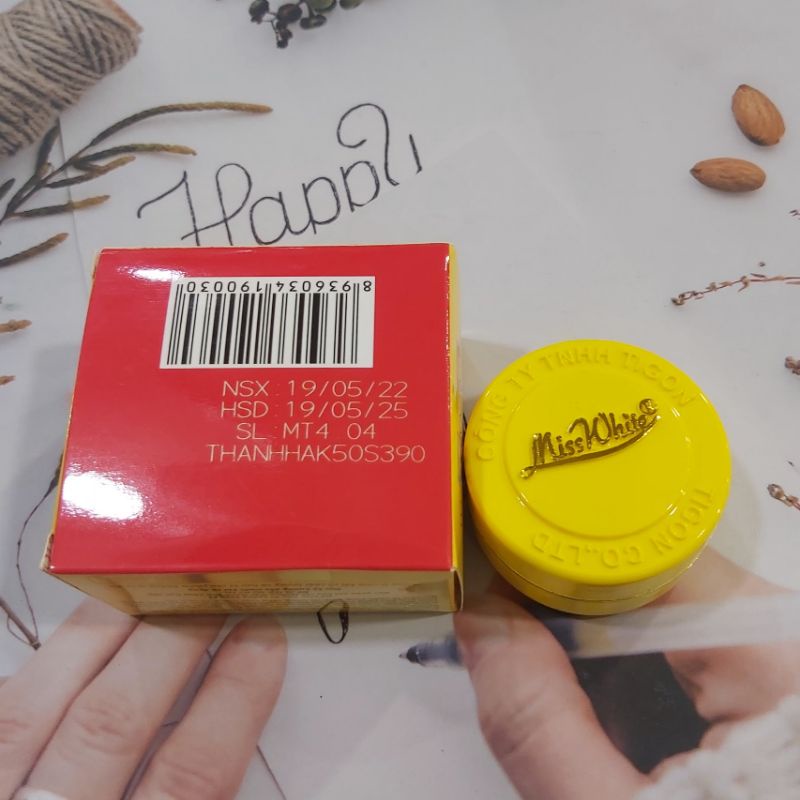 Happy
8936034190030
NSX 19/05/22
HSD 19/05/25
SL MT4 04
THANHHAK50S390
CÔNG TY TNHH TIGON
MissWhite
TIGON CO.,LTD